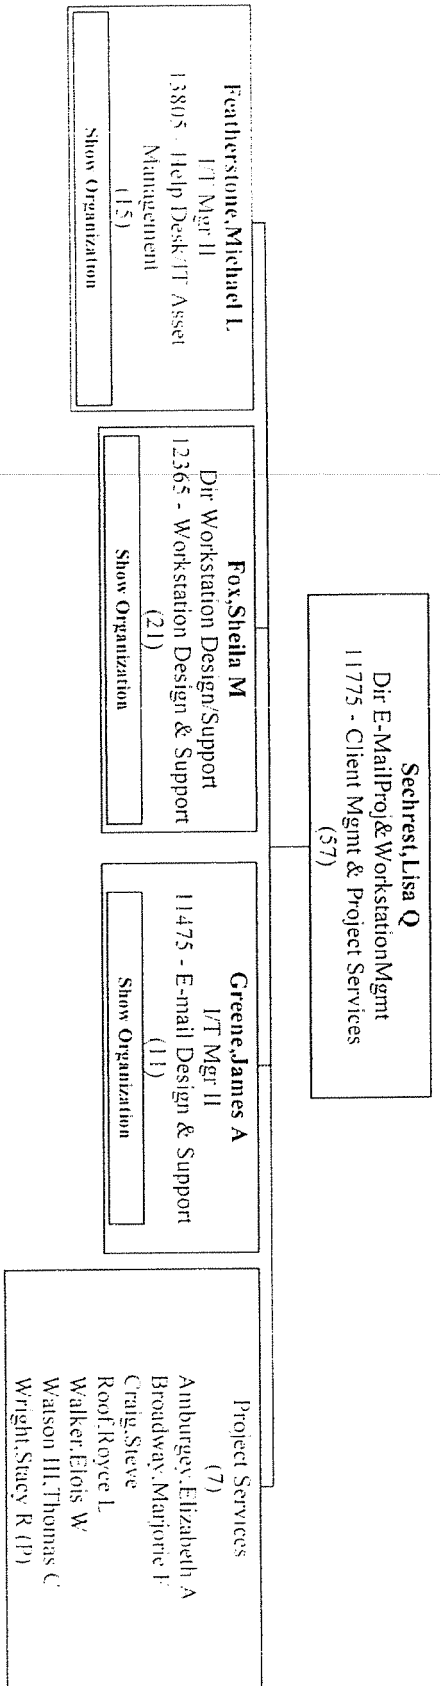 Sechrest,Lisa Q
Dir E-MailProj&WorkstationMgmt
11775 - Client Mgmt & Project Services
(57)
Featherstone,Michael L
I/T Mgr II
13805 - Help Desk/IT Asset
Management
(15)
Show Organization
Fox,Sheila M
Dir Workstation Design/Support
12365 - Workstation Design & Support
(21)
Show Organization
Greene,James A
I/T Mgr II
11475 - E-mail Design & Support
(11)
Show Organization
Project Services
(7)
Amburgey,Elizabeth A
Broadway,Marjorie F
Craig,Steve
Roof,Royce L
Walker,Elois W
Watson III,Thomas C
Wright,Stacy R (P)